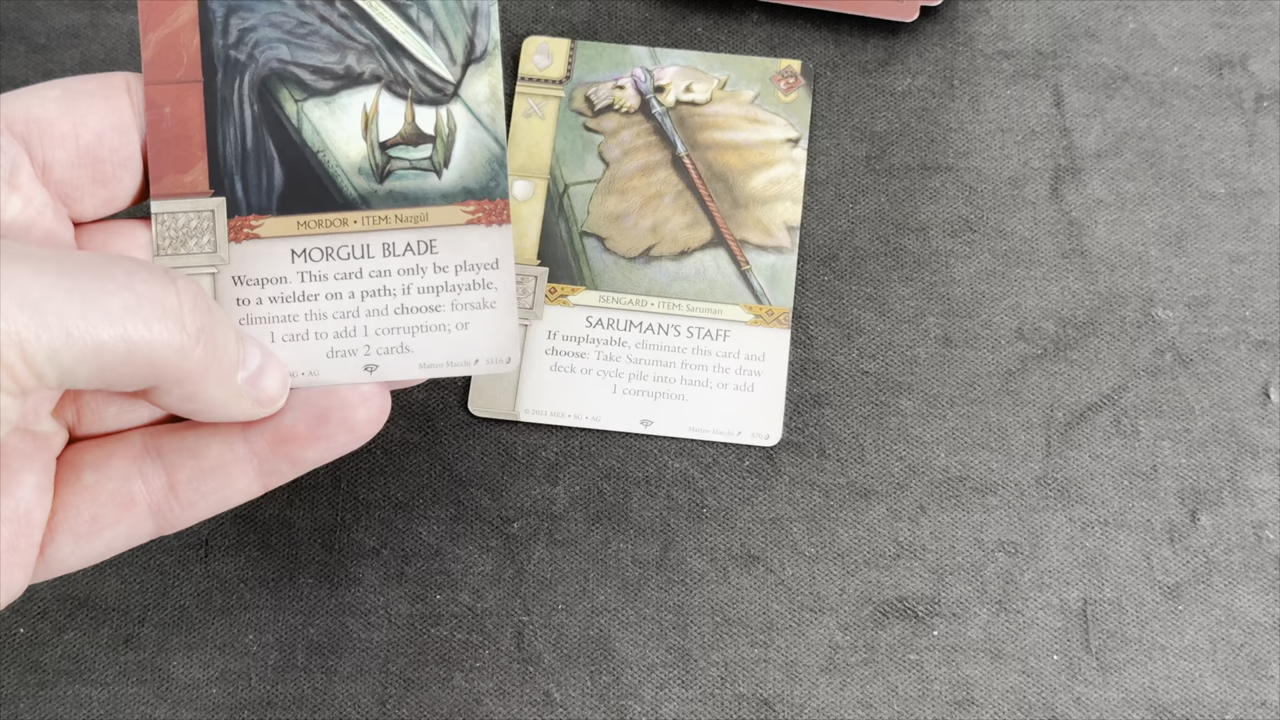 MORDOR • ITEM: Nazgûl
MORGUL BLADE
Weapon. This card can only be played
to a wielder on a path; if unplayable,
eliminate this card and choose: forsake
1 card to add 1 corruption; or
draw 2 cards.
AG
Matteo Macchi
ISENGARD • ITEM: Saruman
SARUMAN'S STAFF
If unplayable, eliminate this card and
choose: Take Saruman from the draw
deck or cycle pile into hand; or add
1 corruption.
© 2023 MEE • SG • AG
Matteo Macchi